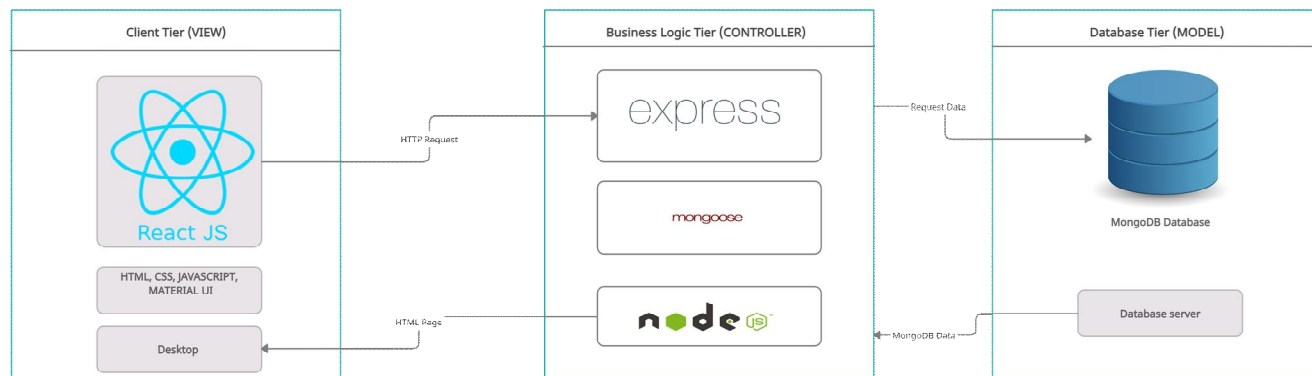 Client Tier (VIEW)
React JS
HTML, CSS, JAVASCRIPT,
MATERIAL UI
Desktop
HTTP Request
HTML Page
Business Logic Tier (CONTROLLER)
express
mongoose
node JS
Request Data
MongoDB Data
Database Tier (MODEL)
MongoDB Database
Database server